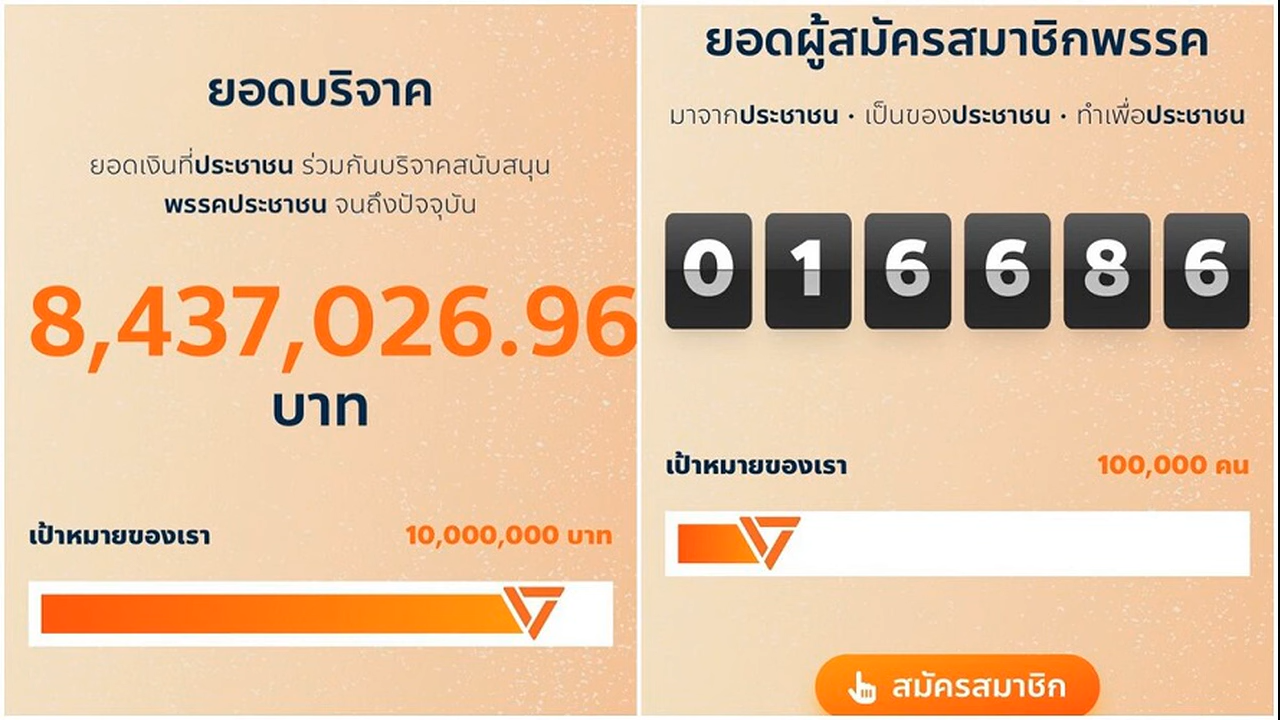 ยอดบริจาค
ยอดเงินที่ประชาชน ร่วมกันบริจาคสนับสนุน
พรรคประชาชน จนถึงปัจจุบัน
8,437,026.96
บาท
เป้าหมายของเรา 10,000,000 บาท
ยอดผู้สมัครสมาชิกพรรค
มาจากประชาชน • เป็นของประชาชน • ทำเพื่อประชาชน
016686
เป้าหมายของเรา 100,000 คน
สมัครสมาชิก